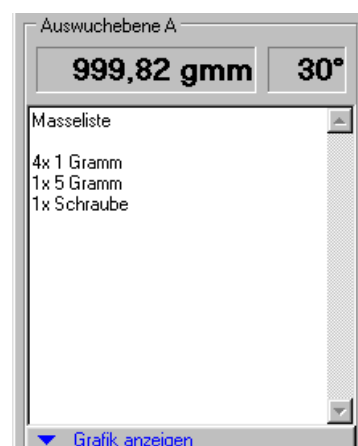 Auswuchebene A
999,82 gmm 30°
Masseliste
4x 1 Gramm
1x 5 Gramm
1x Schraube
Grafik anzeigen